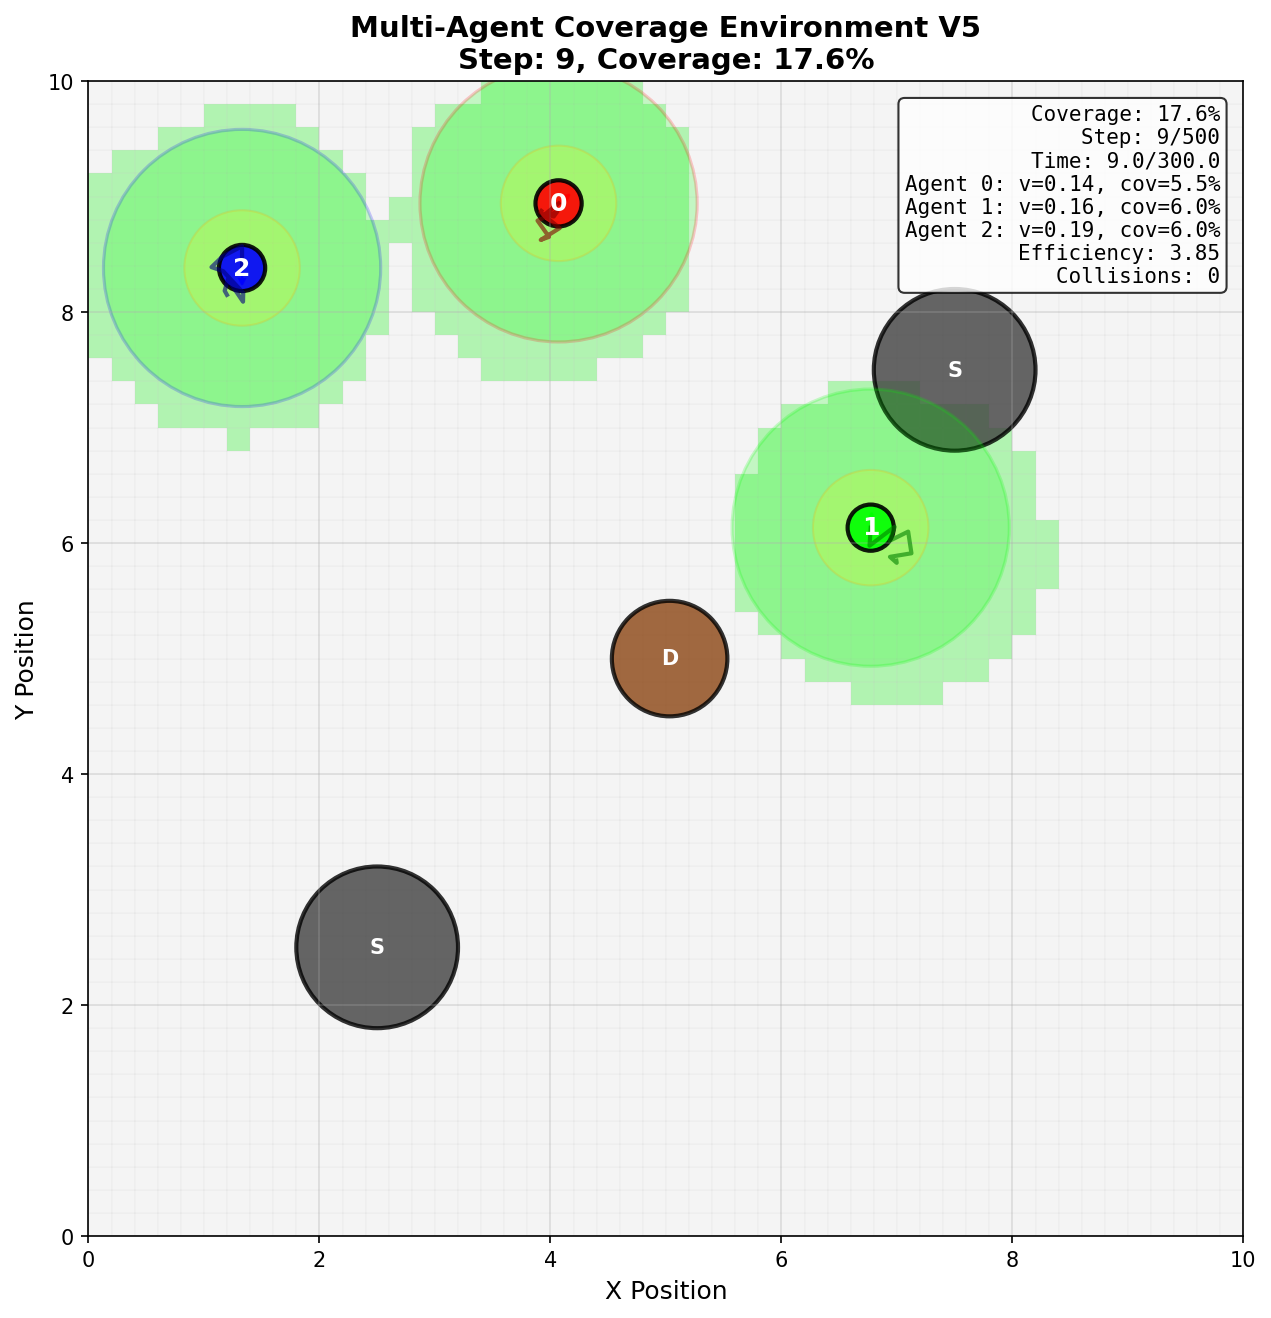 Multi-Agent Coverage Environment V5
Step: 9, Coverage: 17.6%
Coverage: 17.6%
Step: 9/500
Time: 9.0/300.0
Agent 0: v=0.14, cov=5.5%
Agent 1: v=0.16, cov=6.0%
Agent 2: v=0.19, cov=6.0%
Efficiency: 3.85
Collisions: 0
0
2
S
1
D
S
10
8
6
4
2
0
Y Position
0 2 4 6 8 10
X Position